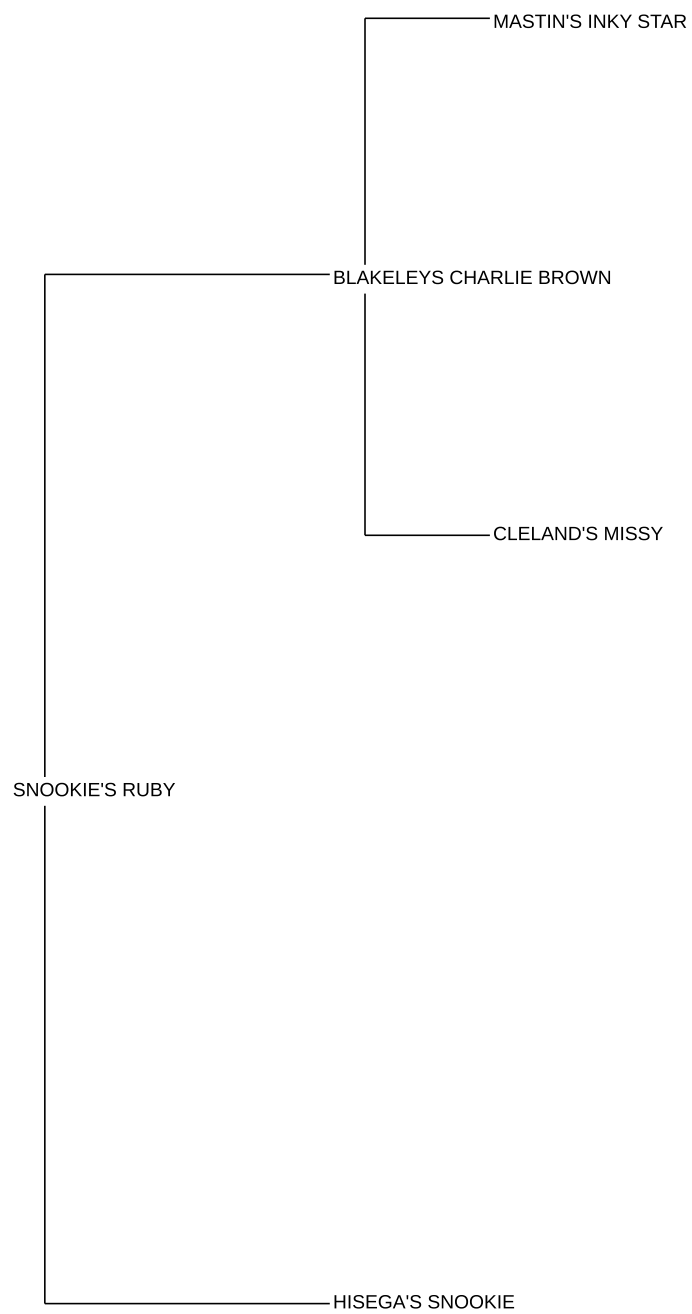 MASTIN'S INKY STAR
BLAKELEYS CHARLIE BROWN
CLELAND'S MISSY
SNOOKIE'S RUBY
HISEGA'S SNOOKIE